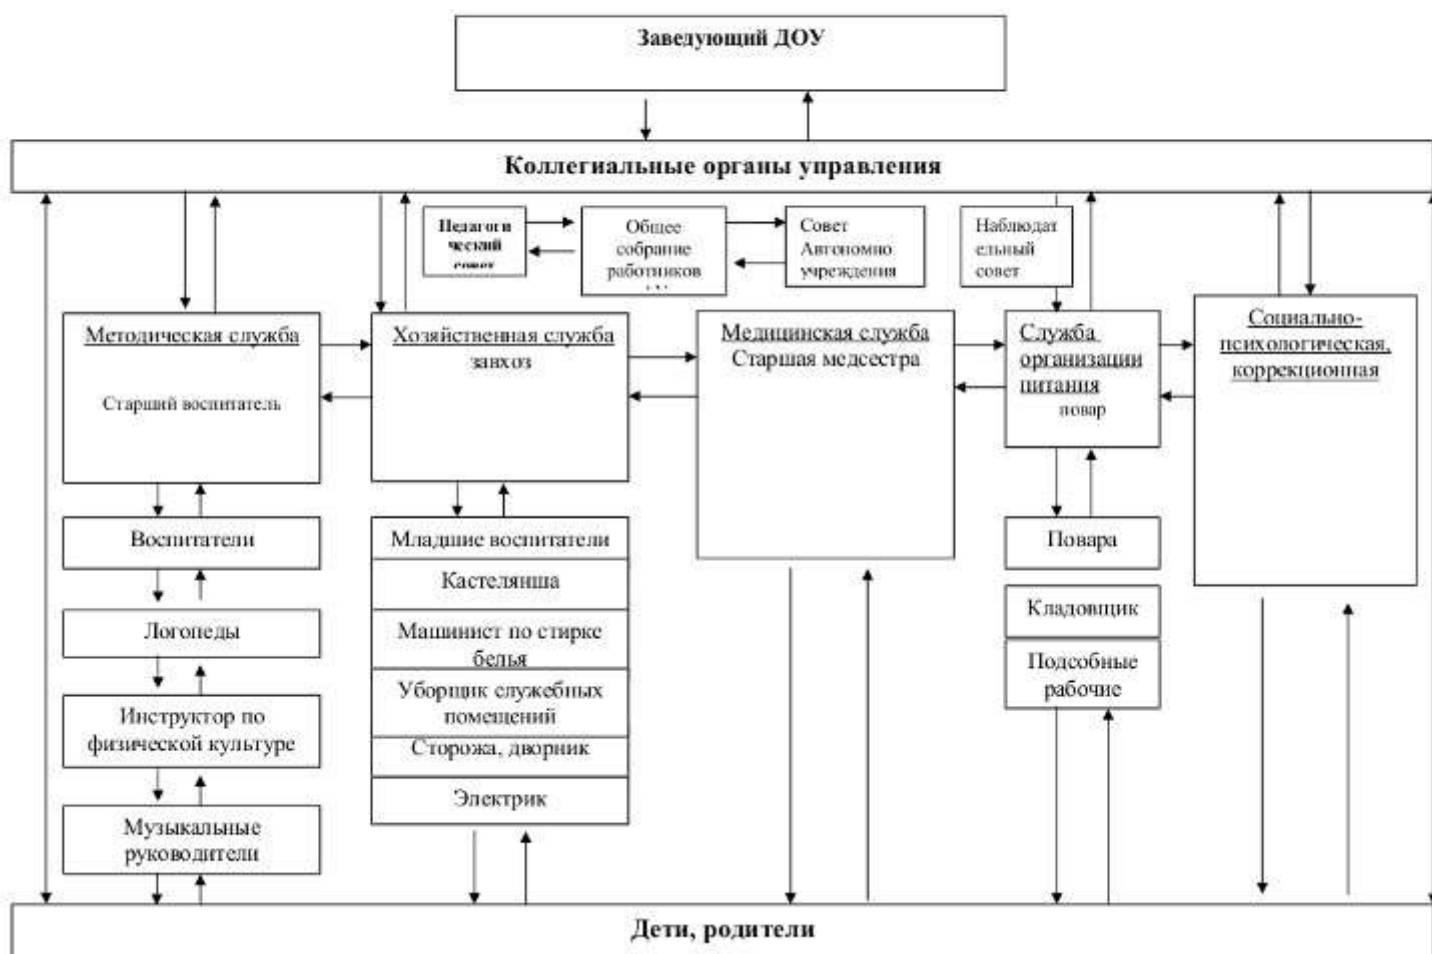 Заведующий ДОУ
Коллегиальные органы управления
Педагоги
ческий
совет
Общее
собрание
работников
Совет
Автономно
учреждения
Наблюдат
ельный
совет
Методическая служба
Старший воспитатель
Хозяйственная служба
завхоз
Медицинская служба
Старшая медсестра
Служба
организации
питания
повар
Социально-
психологическая,
коррекционная
Воспитатели
Логопеды
Инструктор по
физической культуре
Музыкальные
руководители
Младшие воспитатели
Кастелянша
Машинист по стирке
белья
Уборщик служебных
помещений
Сторожа, дворник
Электрик
Повара
Кладовщик
Подсобные
рабочие
Дети, родители